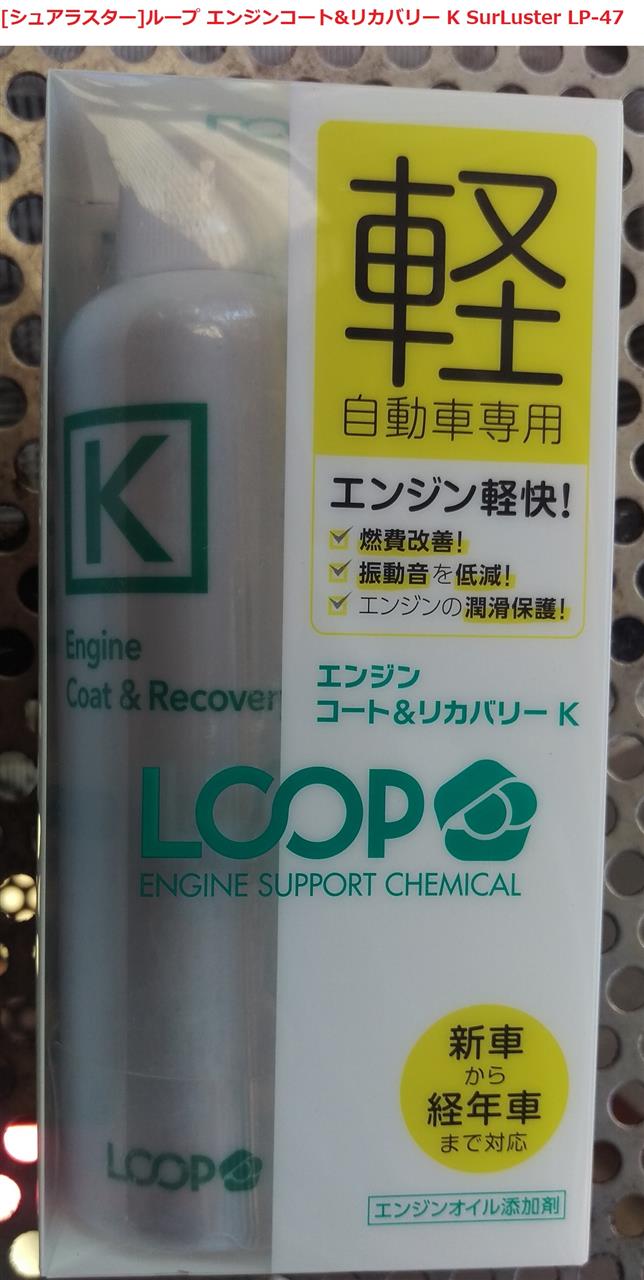 [シュアラスター]ループ エンジンコート&リカバリー K SurLuster LP-47
軽
自動車専用
エンジン軽快!
燃費改善!
振動音を低減!
エンジンの潤滑保護!
K
Engine
Coat & Recovery
エンジン
コート&リカバリー K
LOOP
ENGINE SUPPORT CHEMICAL
新車
から
経年車
まで対応
LOOP
エンジンオイル添加剤